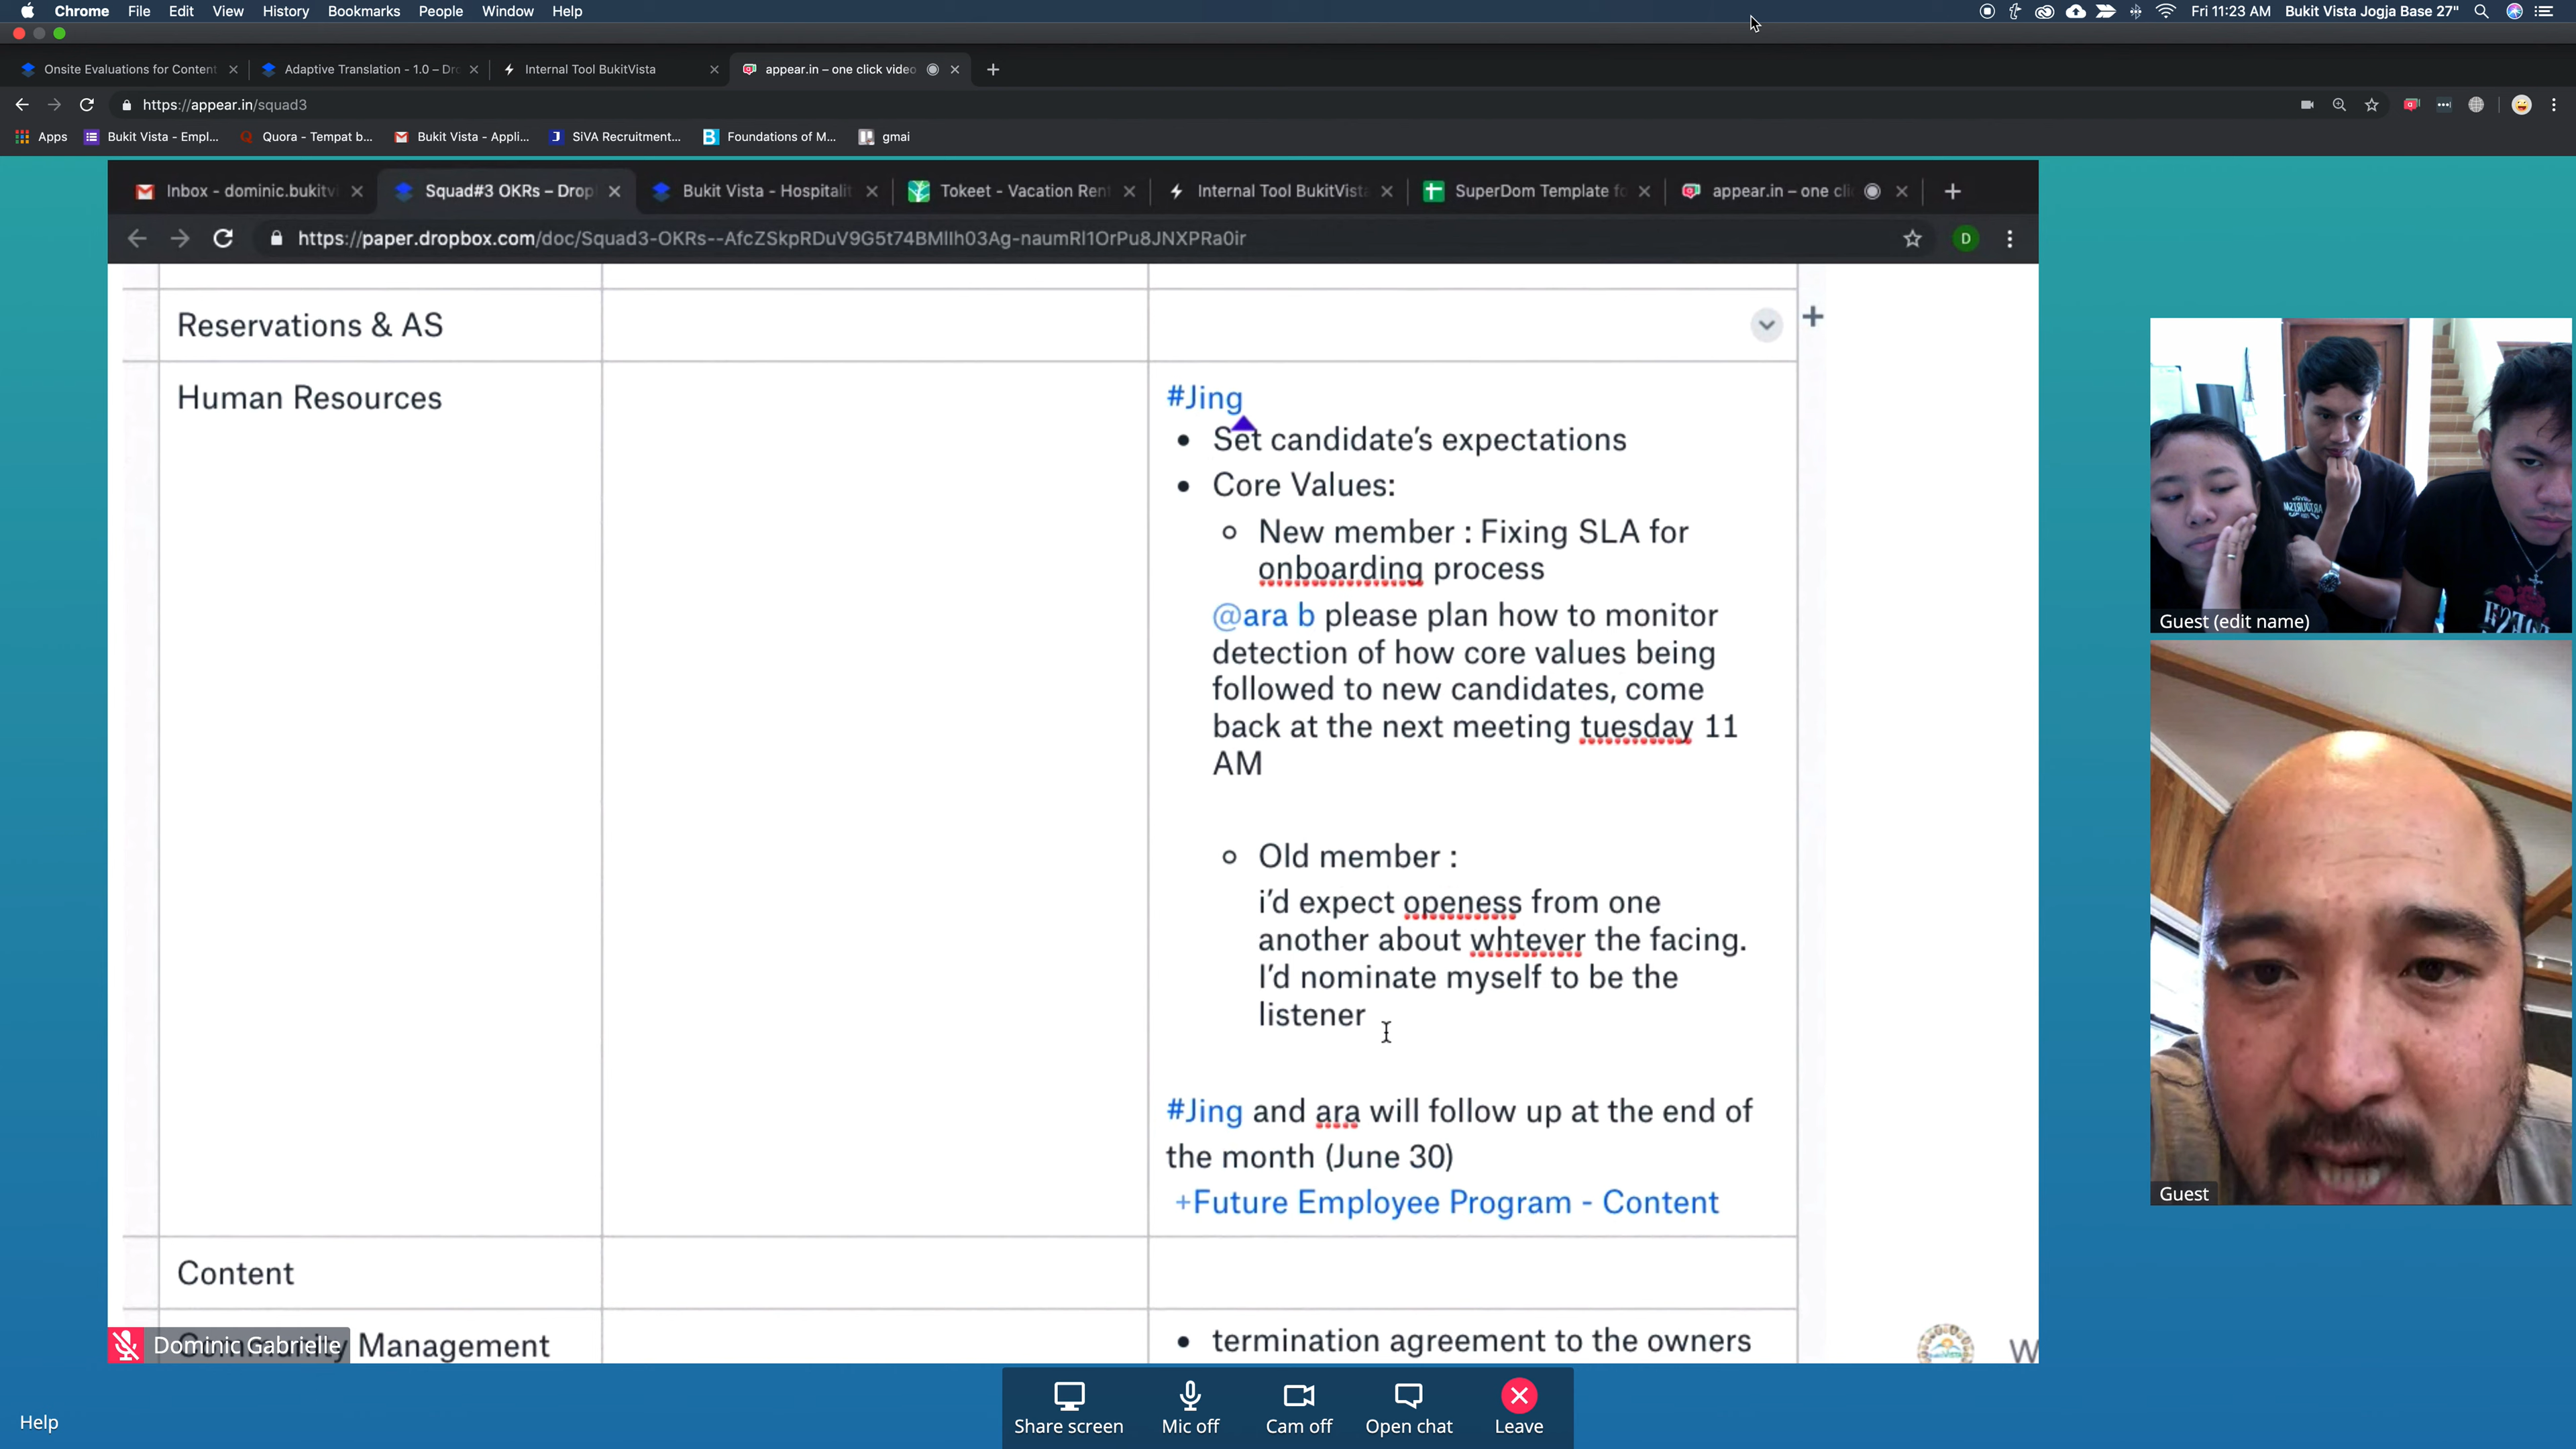 Chrome File Edit View History Bookmarks People Window Help Fri 11:23 AM Bukit Vista Jogja Base 27"
Onsite Evaluations for Content Adaptive Translation - 1.0 – Dr Internal Tool BukitVista appear.in – one click video
https://appear.in/squad3
Apps Bukit Vista - Empl... Quora - Tempat b... Bukit Vista - Appli... SiVA Recruitment... Foundations of M... gmai
Inbox - dominic.bukitvi Squad#3 OKRs – Drop Bukit Vista - Hospitalit Tokeet - Vacation Ren Internal Tool BukitVista SuperDom Template fo appear.in – one cli
https://paper.dropbox.com/doc/Squad3-OKRs--AfcZSkpRDuV9G5t74BMlIh03Ag-naumRl1OrPu8JNXPRa0ir D
Reservations & AS
Human Resources
#Jing
Set candidate's expectations
Core Values:
New member : Fixing SLA for
onboarding process
@ara b please plan how to monitor
detection of how core values being
followed to new candidates, come
back at the next meeting tuesday 11
AM
Old member :
i'd expect openess from one
another about whtever the facing.
I'd nominate myself to be the
listener
#Jing and ara will follow up at the end of
the month (June 30)
+Future Employee Program - Content
Content
Community Management
termination agreement to the owners
W
Dominic Gabrielle
Guest (edit name)
Guest
Help
Share screen Mic off Cam off Open chat Leave